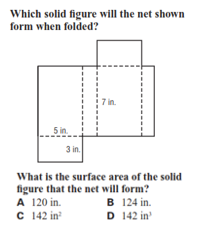 Which solid figure will the net shown
form when folded?
7 in.
5 in.
3 in.
What is the surface area of the solid
figure that the net will form?
A 120 in. B 124 in.
C 142 in² D 142 in³